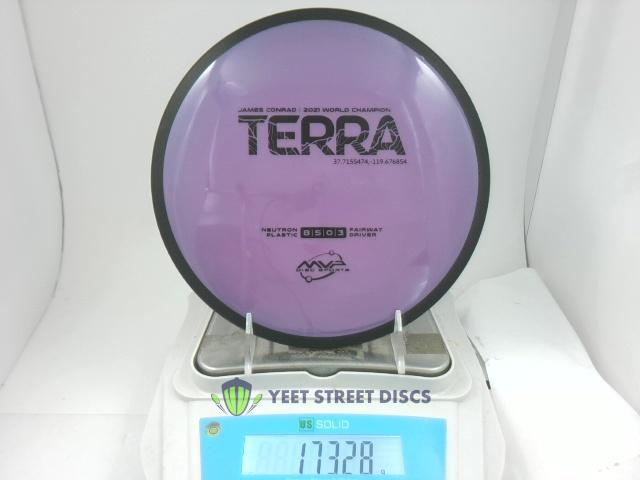 JAMES CONRAD | 2021 WORLD CHAMPION
TERRA
37.7155474,-119.676854
NEUTRON PLASTIC 8 5 0 3 FAIRWAY DRIVER
MVP
DISC SPORTS
YEET STREET DISCS
US SOLID
173.28 g